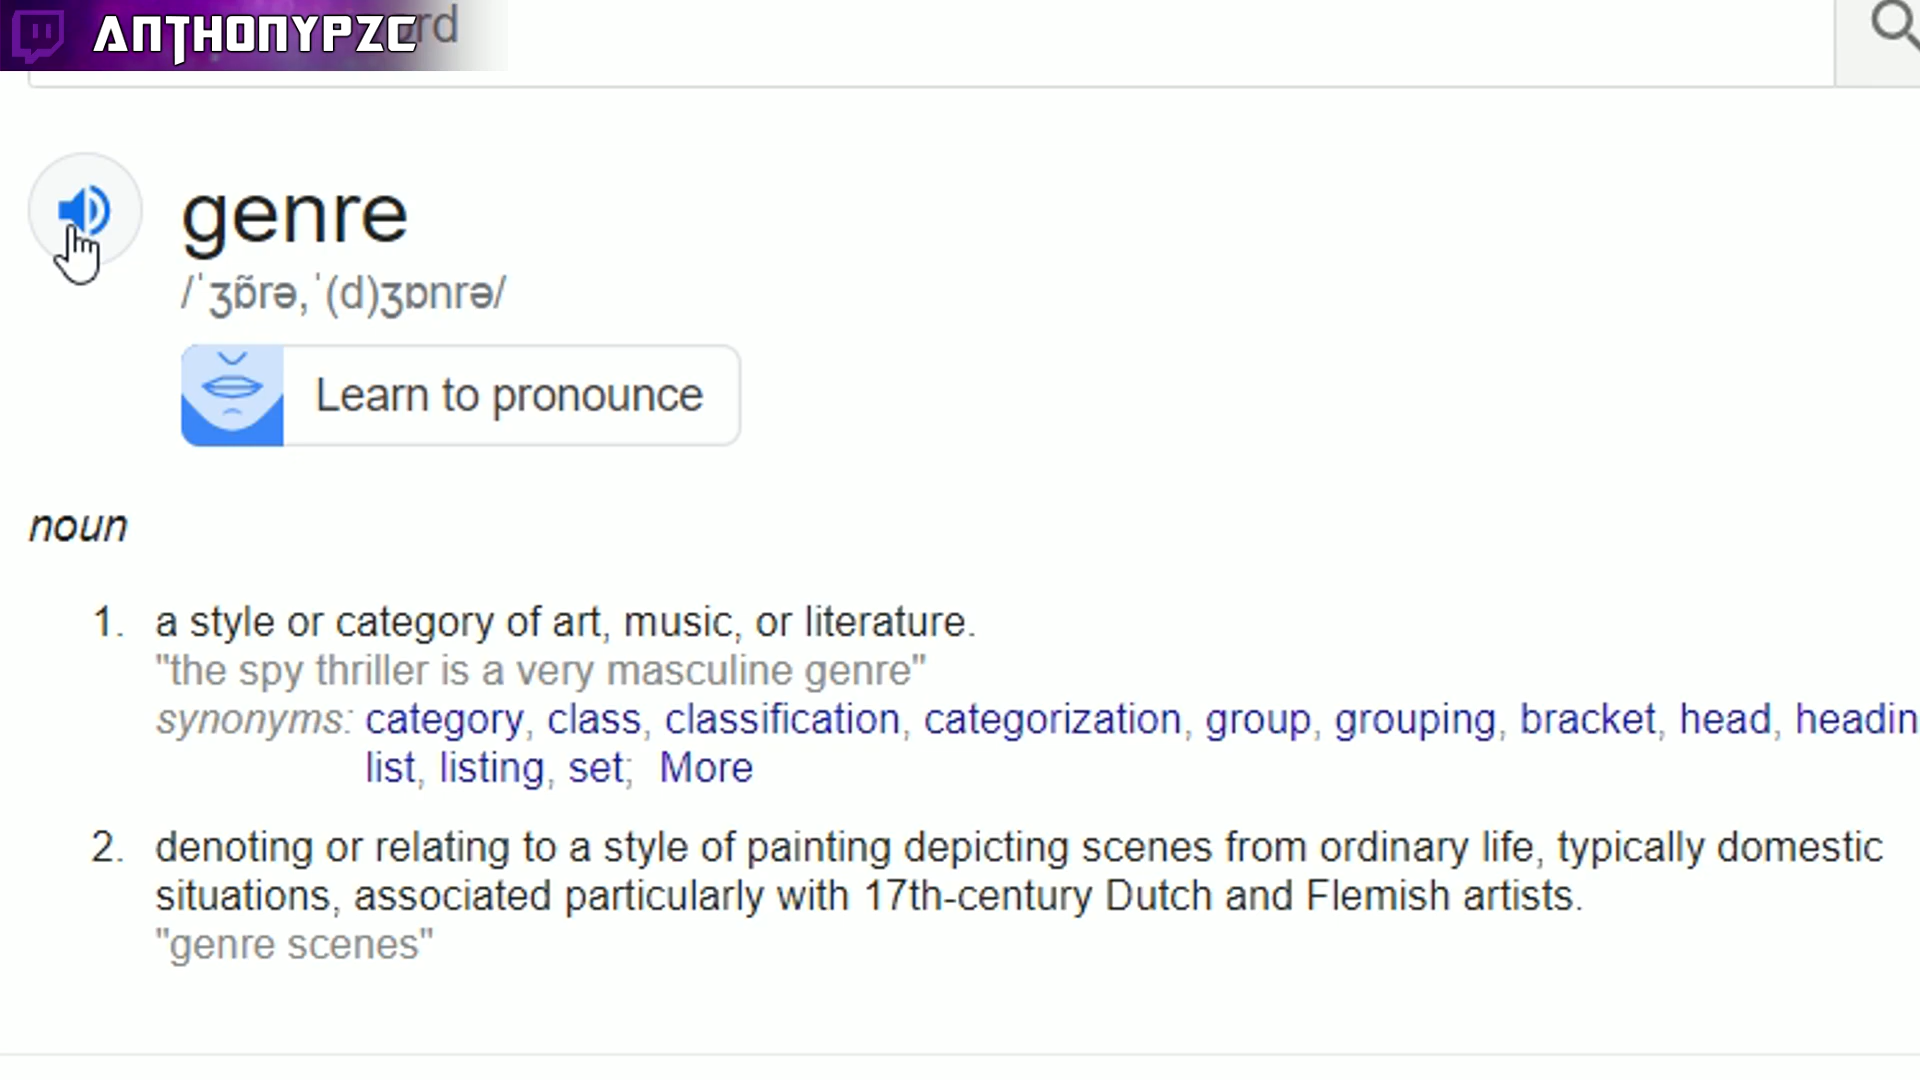 ANTHONYPZC
genre
/ˈʒɒ̃rə,ˈ(d)ʒɒnrə/
Learn to pronounce
noun
1. a style or category of art, music, or literature.
"the spy thriller is a very masculine genre"
synonyms: category, class, classification, categorization, group, grouping, bracket, head, headin
list, listing, set; More
2. denoting or relating to a style of painting depicting scenes from ordinary life, typically domestic
situations, associated particularly with 17th-century Dutch and Flemish artists.
"genre scenes"